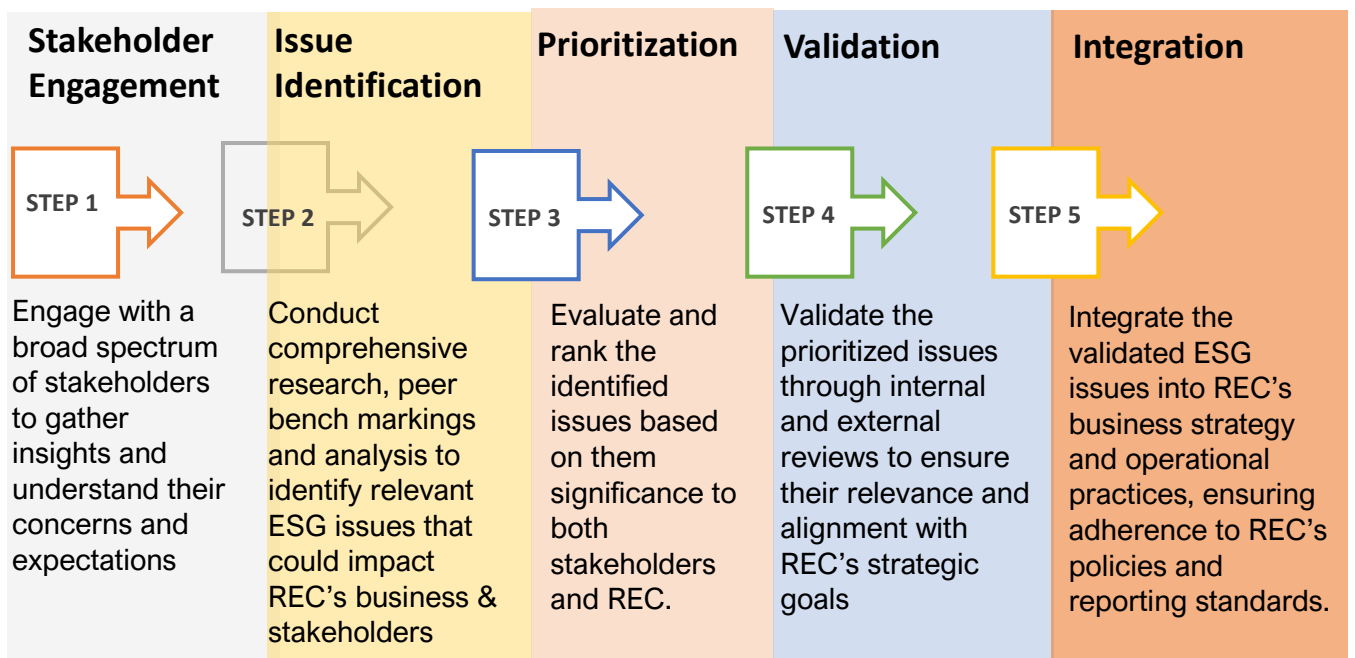 Stakeholder
Engagement
STEP 1
Engage with a
broad spectrum
of stakeholders
to gather
insights and
understand their
concerns and
expectations
Issue
Identification
STEP 2
Conduct
comprehensive
research, peer
bench markings
and analysis to
identify relevant
ESG issues that
could impact
REC's business &
stakeholders
Prioritization
STEP 3
Evaluate and
rank the
identified
issues based
on them
significance to
both
stakeholders
and REC.
Validation
STEP 4
Validate the
prioritized issues
through internal
and external
reviews to ensure
their relevance and
alignment with
REC's strategic
goals
Integration
STEP 5
Integrate the
validated ESG
issues into REC's
business strategy
and operational
practices, ensuring
adherence to REC's
policies and
reporting standards.